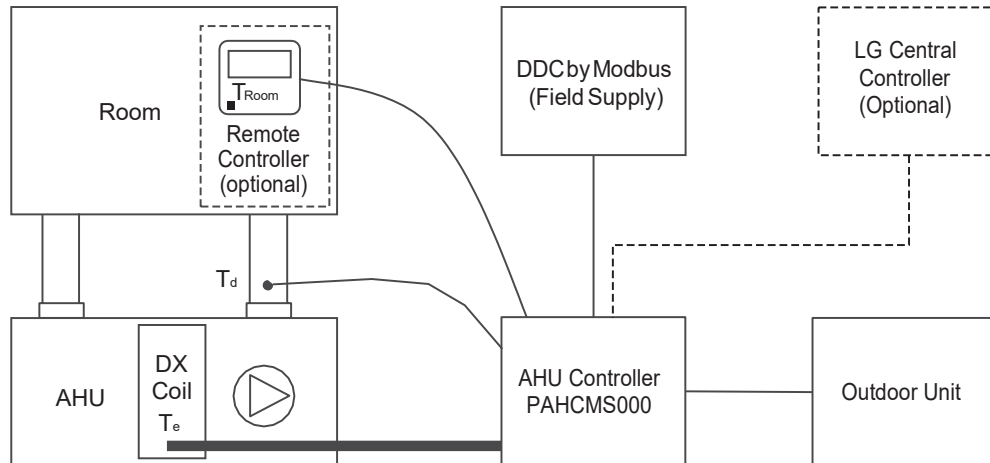 Room
TRoom
Remote
Controller
(optional)
DDC by Modbus
(Field Supply)
LG Central
Controller
(Optional)
Td
AHU
DX
Coil
Te
AHU Controller
PAHCMS000
Outdoor Unit